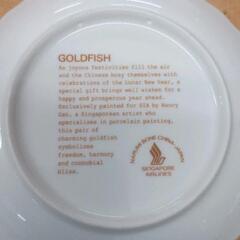 GOLDFISH
As joyous festivities fill the air
and the Chinese busy themselves with
celebrations of the Lunar New Year, a
special gift brings well wishes for a
happy and prosperous year ahead.
Exclusively painted for SIA by Henry
Gan, a Singaporean artist who
specialises in porcelain painting,
this pair of
charming goldfish
symbolises
freedom, harmony
and connubial
bliss.
NARUMI BONE CHINA JAPAN
SINGAPORE
AIRLINES